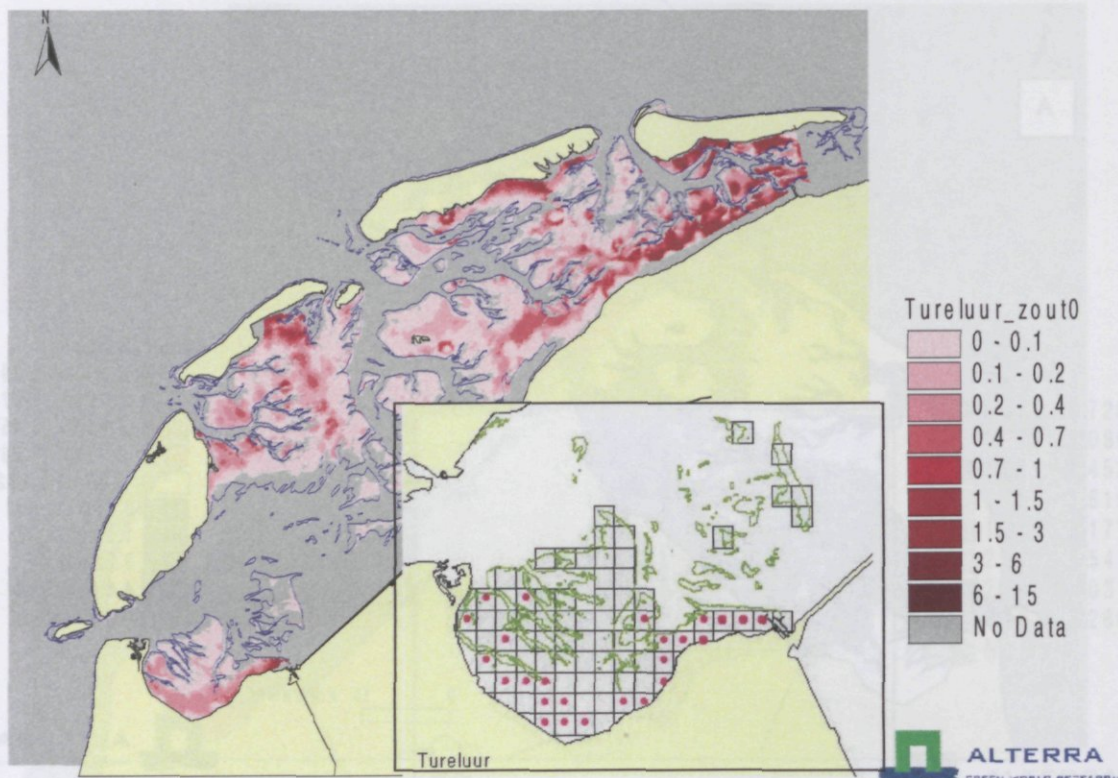 N
Tureluur_zout0
0 - 0.1
0.1 - 0.2
0.2 - 0.4
0.4 - 0.7
0.7 - 1
1 - 1.5
1.5 - 3
3 - 6
6 - 15
No Data
Tureluur
ALTERRA